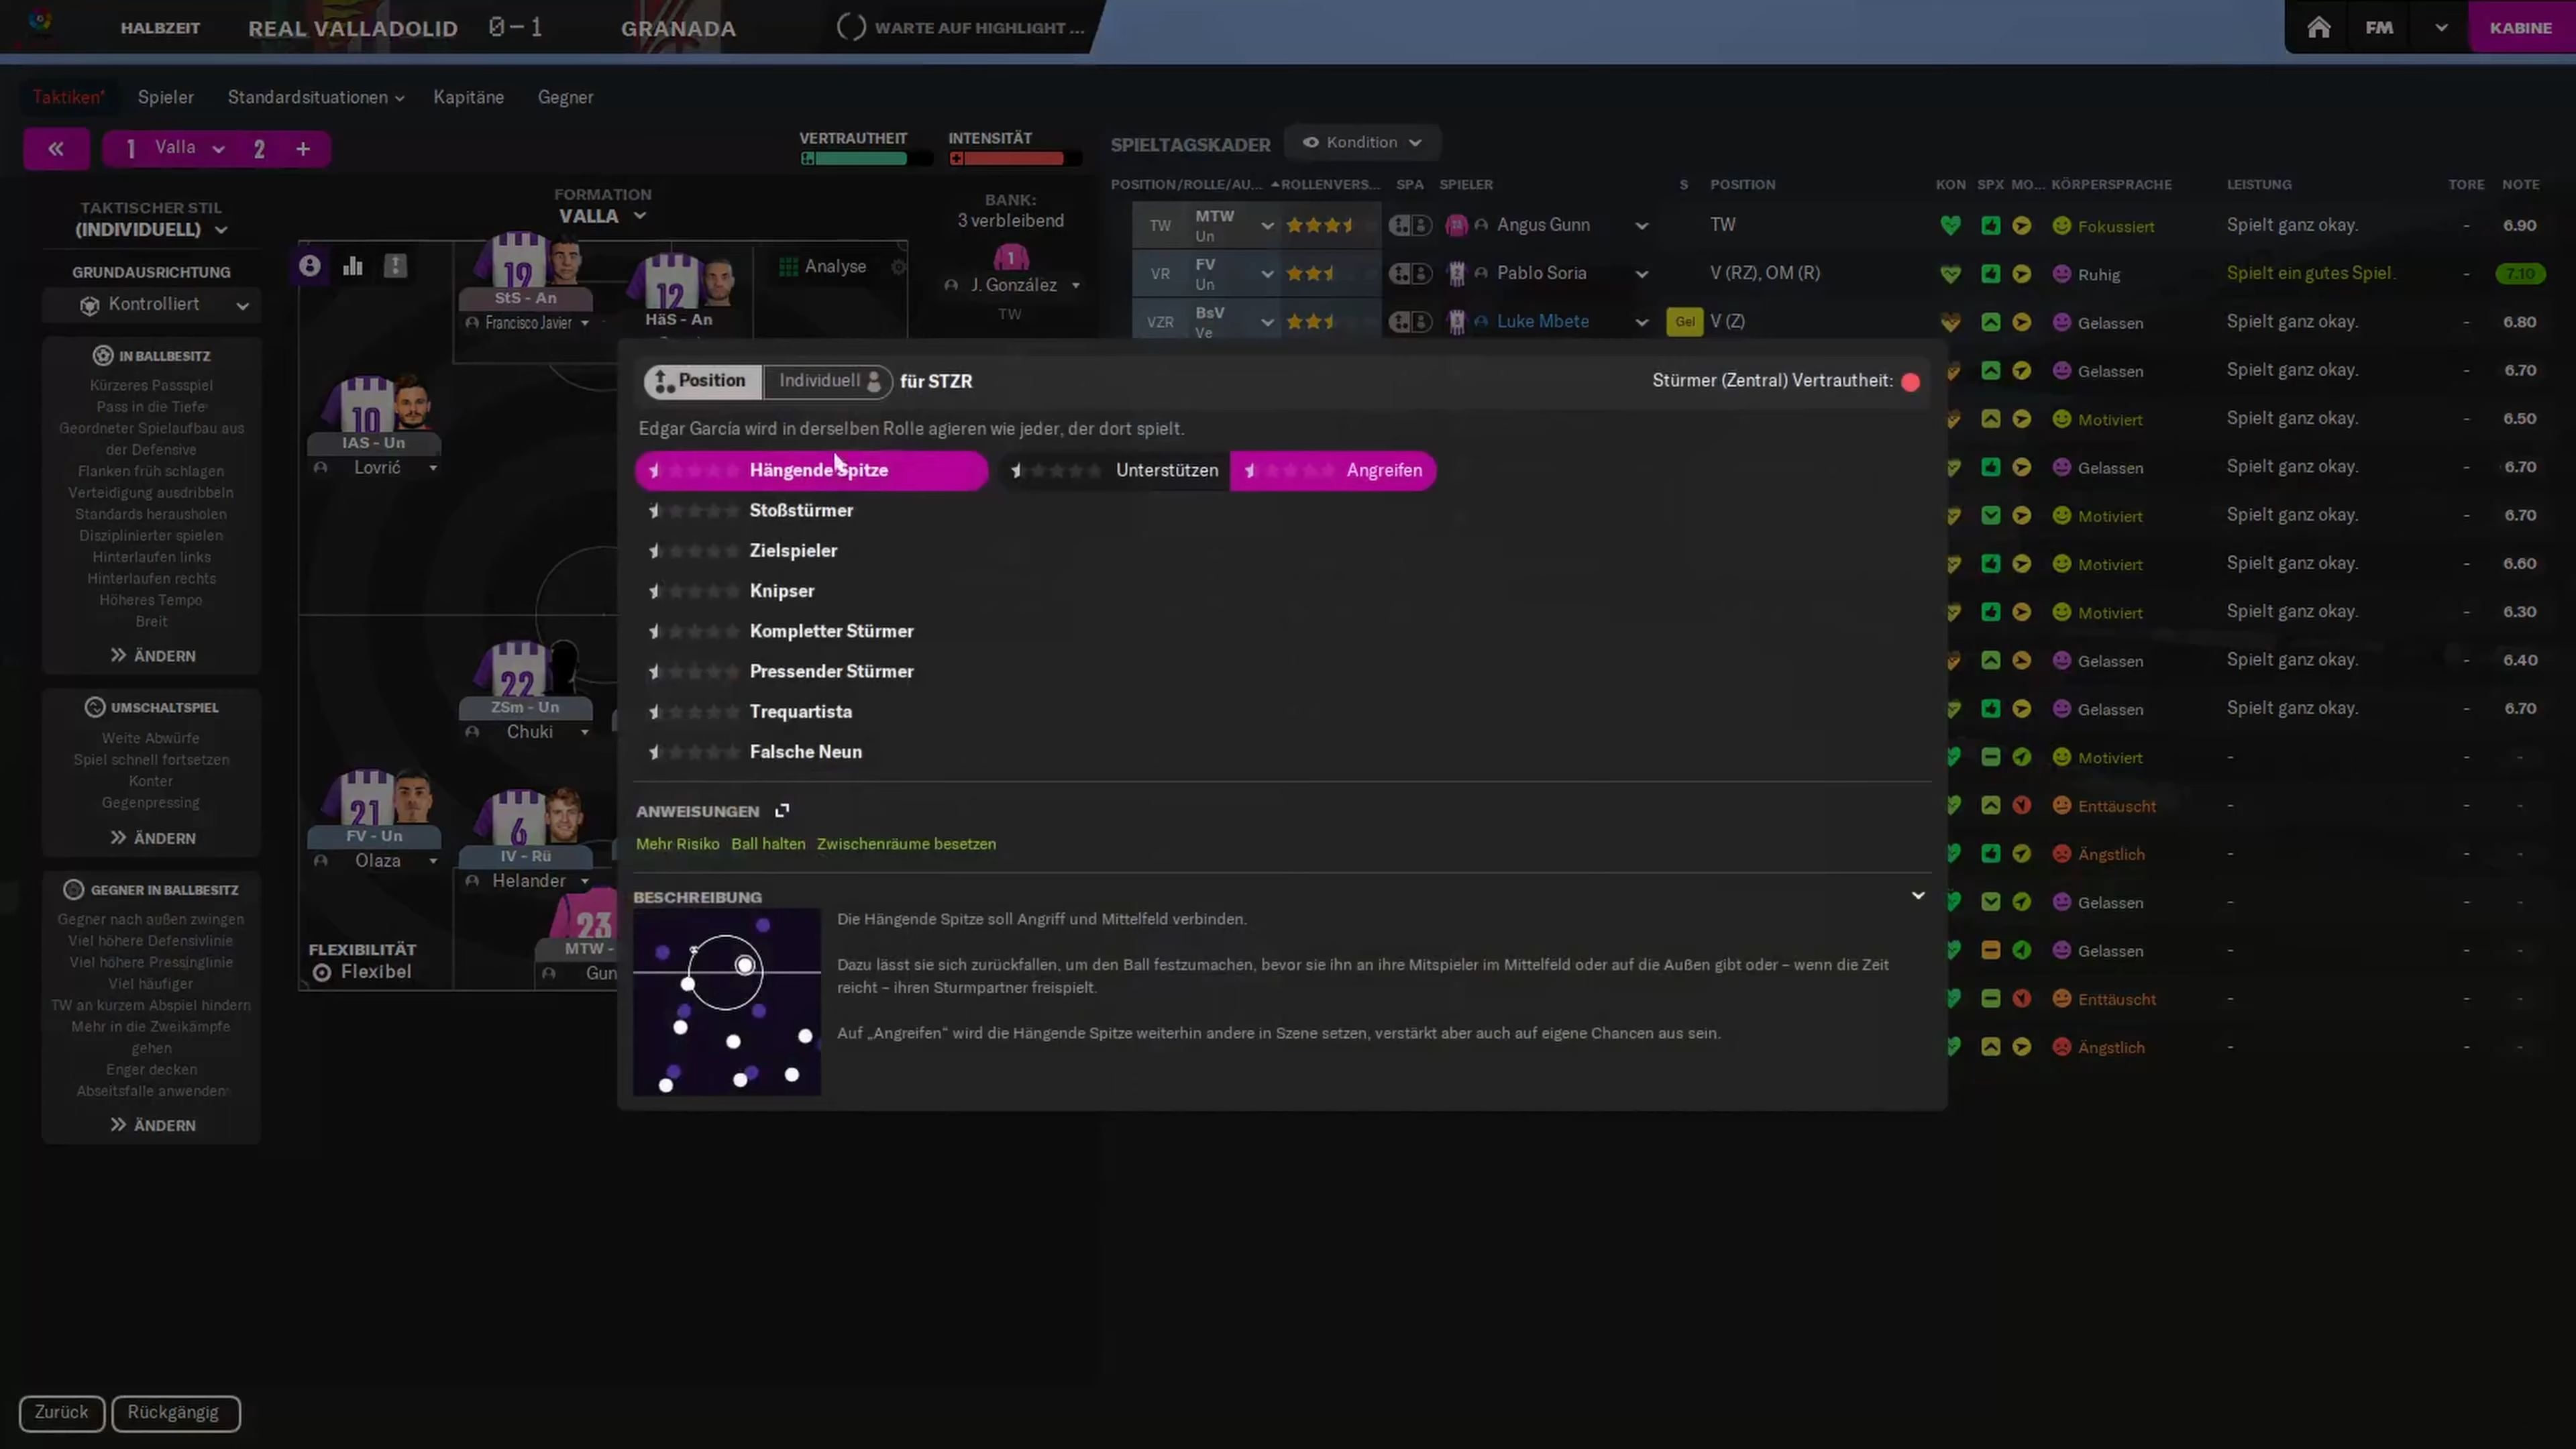 HALBZEIT REAL VALLADOLID 0 - 1 GRANADA WARTE AUF HIGHLIGHT ... FM KABINE
Taktiken* Spieler Standardsituationen Kapitäne Gegner
1 Valla 2 +
VERTRAUTHEIT INTENSITÄT
TAKTISCHER STIL
(INDIVIDUELL)
GRUNDAUSRICHTUNG
Kontrolliert
IN BALLBESITZ
Kürzeres Passspiel
Pass in die Tiefe
Geordneter Spielaufbau aus
der Defensive
Flanken früh schlagen
Verteidigung ausdribbeln
Standards herausholen
Disziplinierter spielen
Hinterlaufen links
Hinterlaufen rechts
Höheres Tempo
Breit
ÄNDERN
UMSCHALTSPIEL
Weite Abwürfe
Spiel schnell fortsetzen
Konter
Gegenpressing
ÄNDERN
GEGNER IN BALLBESITZ
Gegner nach außen zwingen
Viel höhere Defensivlinie
Viel höhere Pressinglinie
Viel häufiger
TW an kurzem Abspiel hindern
Mehr in die Zweikämpfe
gehen
Enger decken
Abseitsfalle anwenden
ÄNDERN
FORMATION
VALLA
Analyse
19
StS - An
Francisco Javier
12
HäS - An
10
IAS - Un
Lovrić
22
ZSm - Un
Chuki
21
FV - Un
Olaza
6
IV - Rü
Helander
23
MTW -
Gun
FLEXIBILITÄT
Flexibel
BANK:
3 verbleibend
1
J. González
TW
SPIELTAGSKADER Kondition
POSITION/ROLLE/AU... ROLLENVERS... SPA SPIELER S POSITION KON SPX MO... KÖRPERSPRACHE LEISTUNG TORE NOTE
TW MTW Un Angus Gunn TW Fokussiert Spielt ganz okay. - 6.90
VR FV Un Pablo Soria V (RZ), OM (R) Ruhig Spielt ein gutes Spiel. - 7.10
VZR BsV Ve Luke Mbete Gel V (Z) Gelassen Spielt ganz okay. - 6.80
Gelassen Spielt ganz okay. - 6.70
Motiviert Spielt ganz okay. - 6.50
Gelassen Spielt ganz okay. - 6.70
Motiviert Spielt ganz okay. - 6.70
Motiviert Spielt ganz okay. - 6.60
Motiviert Spielt ganz okay. - 6.30
Gelassen Spielt ganz okay. - 6.40
Gelassen Spielt ganz okay. - 6.70
Motiviert - - -
Enttäuscht - - -
Ängstlich - - -
Gelassen - - -
Gelassen - - -
Enttäuscht - - -
Ängstlich - - -
Position Individuell für STZR Stürmer (Zentral) Vertrautheit:
Edgar García wird in derselben Rolle agieren wie jeder, der dort spielt.
Hängende Spitze Unterstützen Angreifen
Stoßstürmer
Zielspieler
Knipser
Kompletter Stürmer
Pressender Stürmer
Trequartista
Falsche Neun
ANWEISUNGEN
Mehr Risiko Ball halten Zwischenräume besetzen
BESCHREIBUNG
Die Hängende Spitze soll Angriff und Mittelfeld verbinden.
Dazu lässt sie sich zurückfallen, um den Ball festzumachen, bevor sie ihn an ihre Mitspieler im Mittelfeld oder auf die Außen gibt oder – wenn die Zeit
reicht – ihren Sturmpartner freispielt.
Auf „Angreifen“ wird die Hängende Spitze weiterhin andere in Szene setzen, verstärkt aber auch auf eigene Chancen aus sein.
Zurück Rückgängig